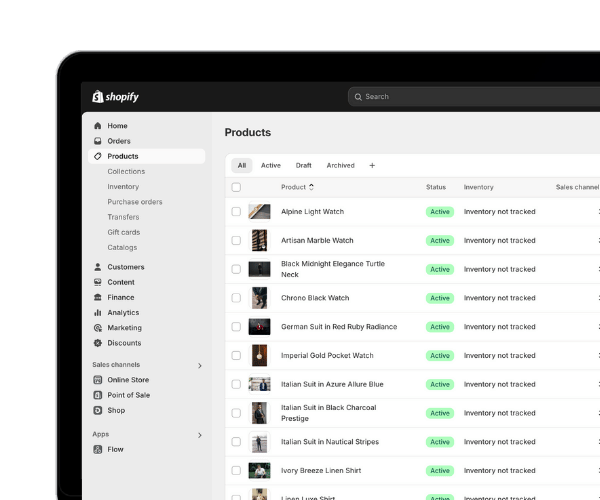 shopify
Search
Home
Orders
Products
Collections
Inventory
Purchase orders
Transfers
Gift cards
Catalogs
Customers
Content
Finance
Analytics
Marketing
Discounts
Sales channels
Online Store
Point of Sale
Shop
Apps
Flow
Products
All Active Draft Archived +
Product Status Inventory Sales channel
Alpine Light Watch Active Inventory not tracked
Artisan Marble Watch Active Inventory not tracked
Black Midnight Elegance Turtle
Neck Active Inventory not tracked
Chrono Black Watch Active Inventory not tracked
German Suit in Red Ruby Radiance Active Inventory not tracked
Imperial Gold Pocket Watch Active Inventory not tracked
Italian Suit in Azure Allure Blue Active Inventory not tracked
Italian Suit in Black Charcoal
Prestige Active Inventory not tracked
Italian Suit in Nautical Stripes Active Inventory not tracked
Ivory Breeze Linen Shirt Active Inventory not tracked
Linen Luxe Shirt Active Inventory not tracked